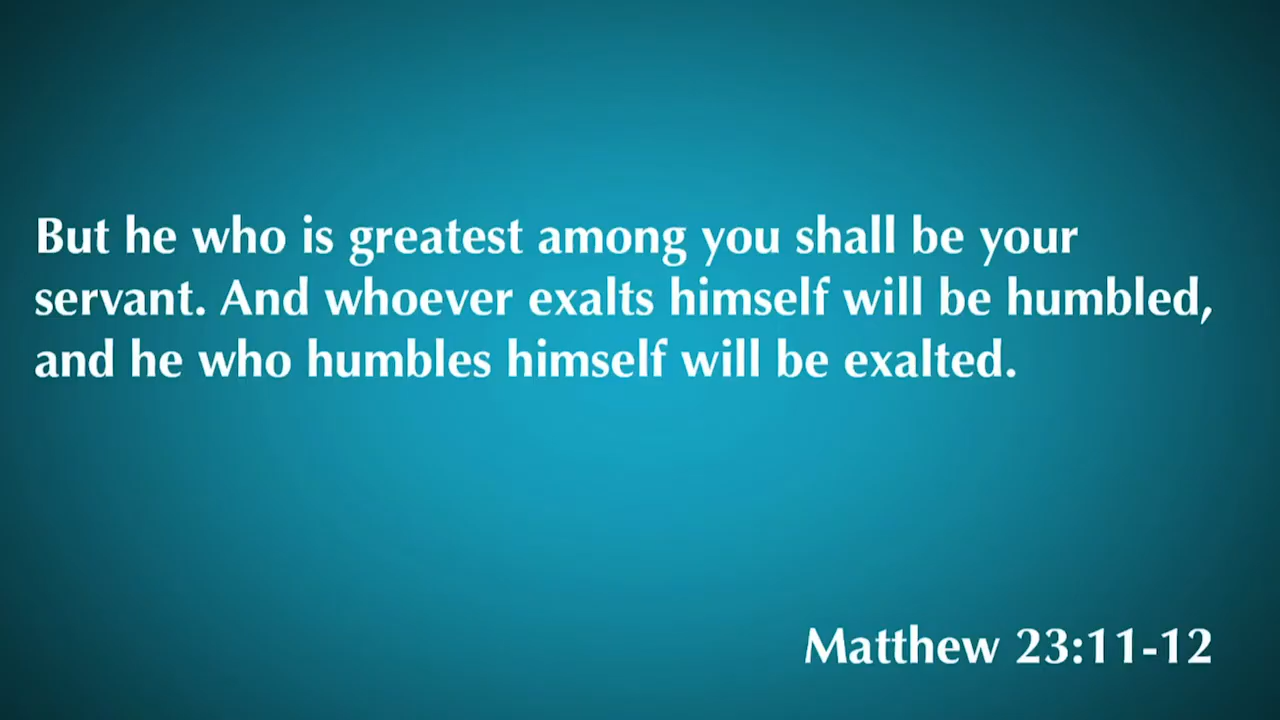 But he who is greatest among you shall be your
servant. And whoever exalts himself will be humbled,
and he who humbles himself will be exalted.
Matthew 23:11-12